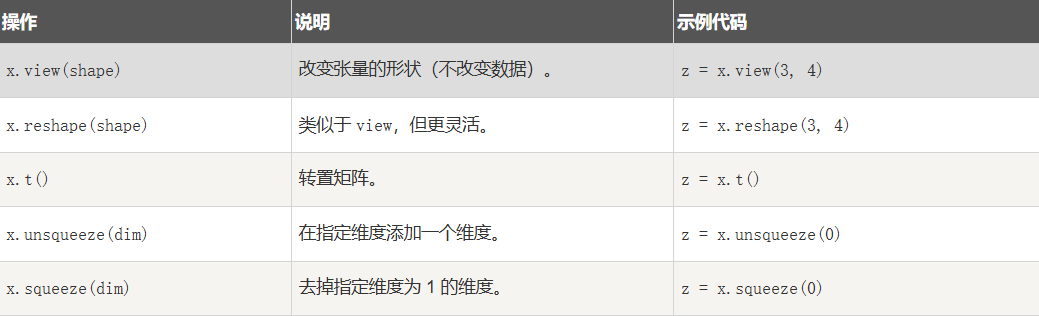 操作 说明 示例代码
x.view(shape) 改变张量的形状（不改变数据）。 z = x.view(3, 4)
x.reshape(shape) 类似于 view，但更灵活。 z = x.reshape(3, 4)
x.t() 转置矩阵。 z = x.t()
x.unsqueeze(dim) 在指定维度添加一个维度。 z = x.unsqueeze(0)
x.squeeze(dim) 去掉指定维度为 1 的维度。 z = x.squeeze(0)